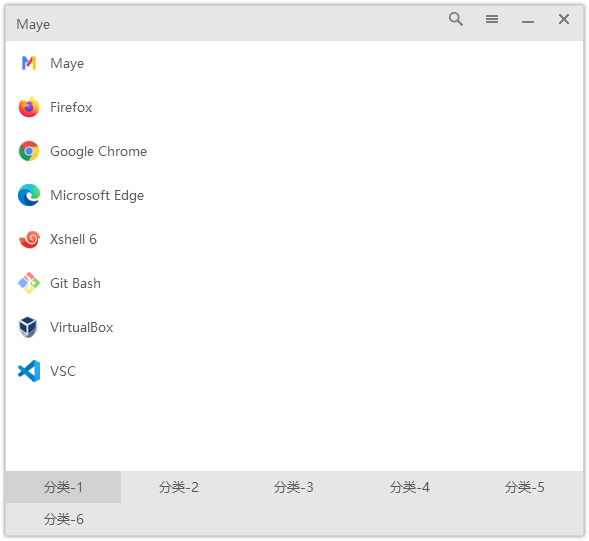 Maye
Maye
Firefox
Google Chrome
Microsoft Edge
Xshell 6
Git Bash
VirtualBox
VSC
分类-1 分类-2 分类-3 分类-4 分类-5
分类-6